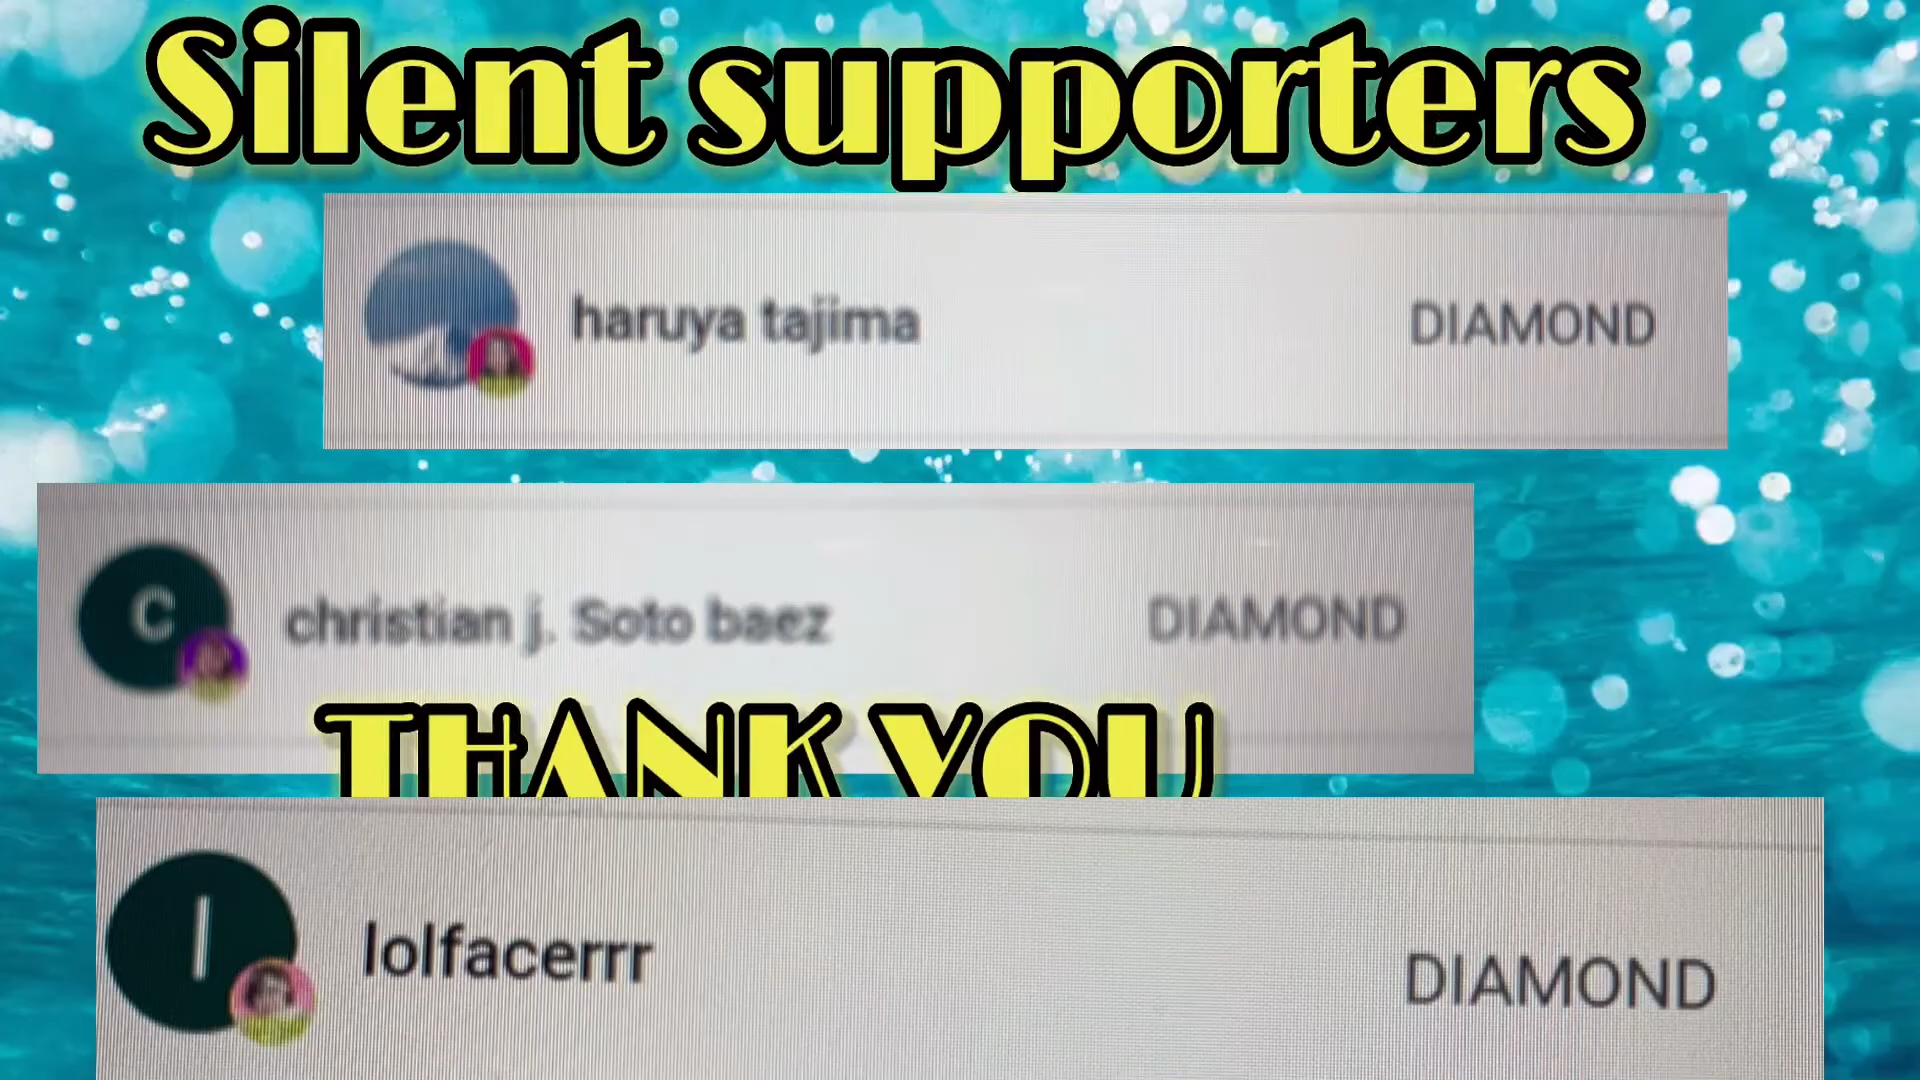 Silent supporters
haruya tajima DIAMOND
c christian j. Soto baez DIAMOND
THANK YOU
l lolfacerrr DIAMOND